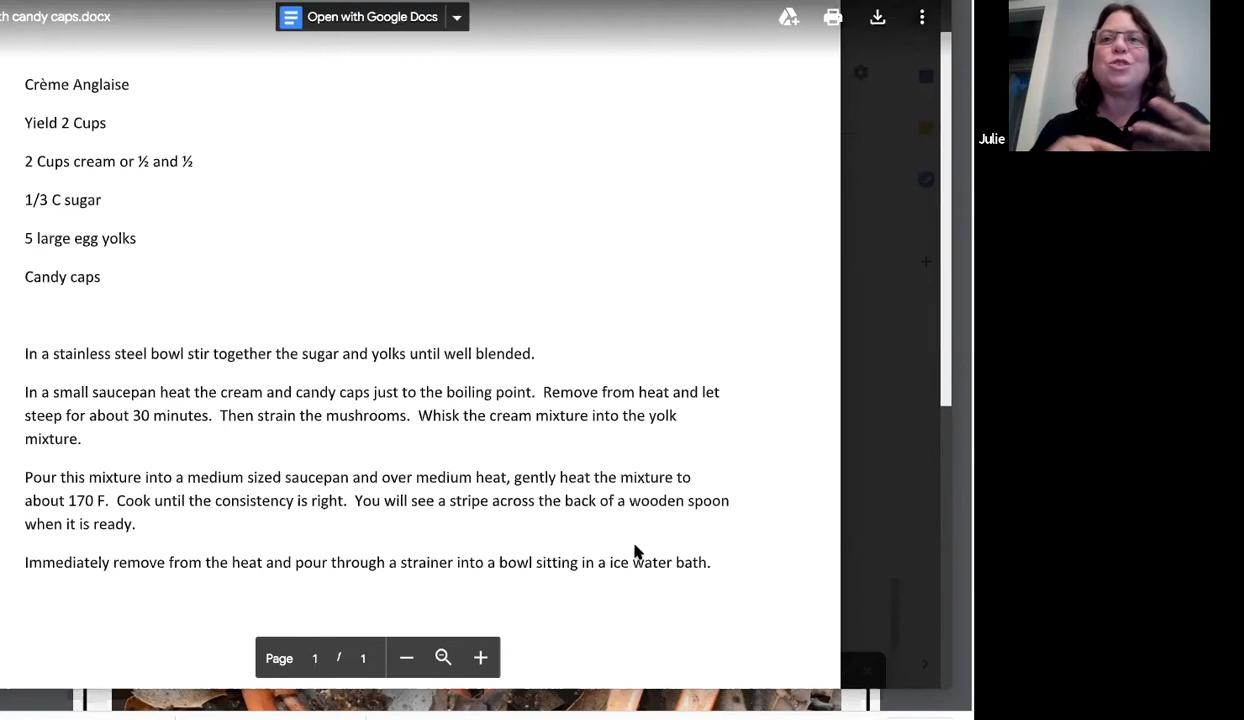 th candy caps.docx
Open with Google Docs
Julie
Crème Anglaise
Yield 2 Cups
2 Cups cream or ½ and ½
1/3 C sugar
5 large egg yolks
Candy caps
In a stainless steel bowl stir together the sugar and yolks until well blended.
In a small saucepan heat the cream and candy caps just to the boiling point.  Remove from heat and let
steep for about 30 minutes.  Then strain the mushrooms.  Whisk the cream mixture into the yolk
mixture.
Pour this mixture into a medium sized saucepan and over medium heat, gently heat the mixture to
about 170 F.  Cook until the consistency is right.  You will see a stripe across the back of a wooden spoon
when it is ready.
Immediately remove from the heat and pour through a strainer into a bowl sitting in a ice water bath.
Page 1 / 1